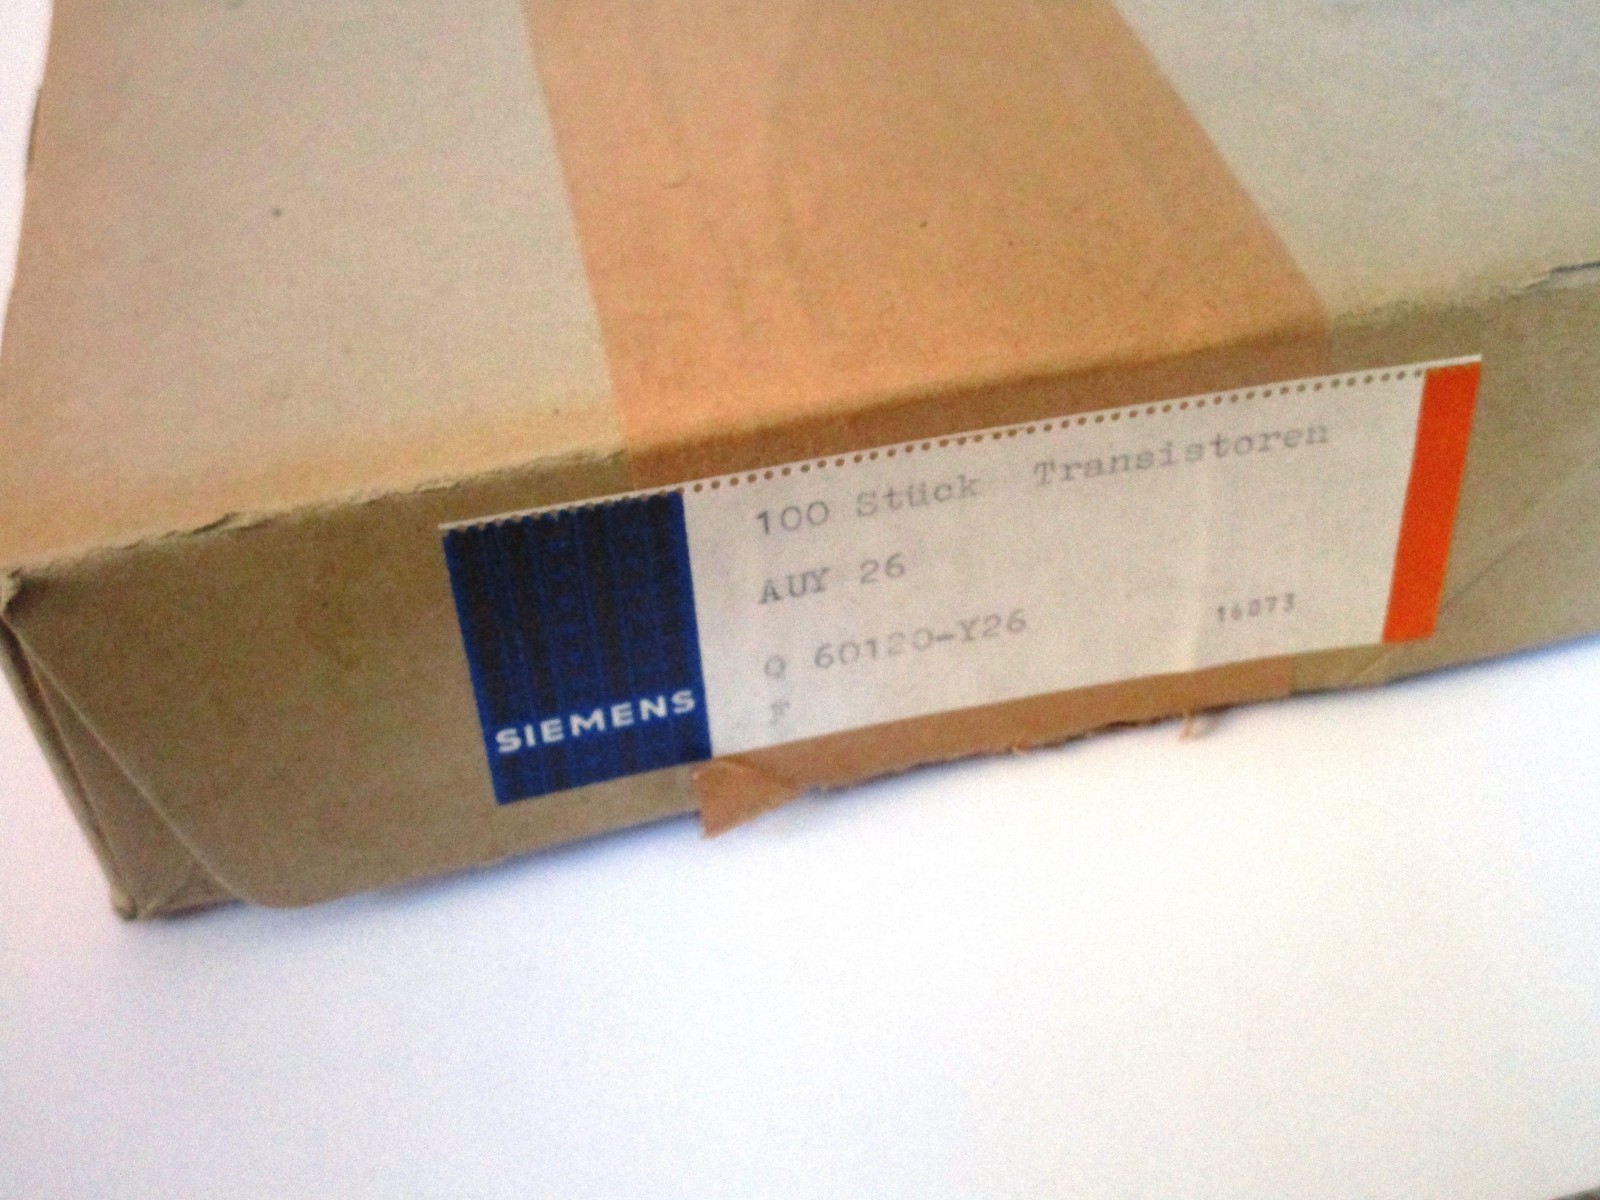 SIEMENS
100 Stück Transistoren
AUY 26
Q 60120-Y26
16073
F